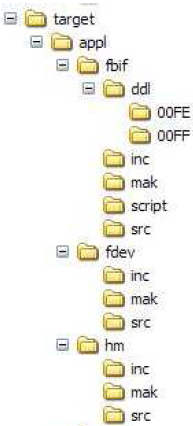 target
appl
fbif
ddl
00FE
00FF
inc
mak
script
src
fdev
inc
mak
src
hm
inc
mak
src